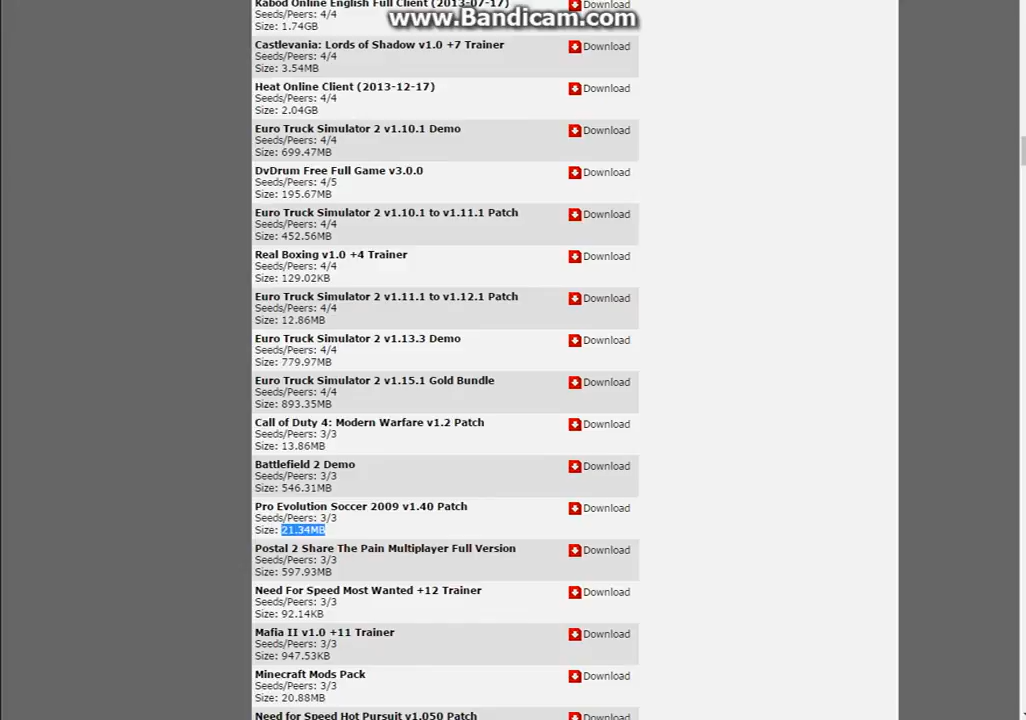 Kabod Online English Full Client (2013-07-17)
www.Bandicam.com
Download
Seeds/Peers: 4/4
Size: 1.74GB
Castlevania: Lords of Shadow v1.0 +7 Trainer
Download
Seeds/Peers: 4/4
Size: 3.54MB
Heat Online Client (2013-12-17)
Download
Seeds/Peers: 4/4
Size: 2.04GB
Euro Truck Simulator 2 v1.10.1 Demo
Download
Seeds/Peers: 4/4
Size: 699.47MB
DvDrum Free Full Game v3.0.0
Download
Seeds/Peers: 4/5
Size: 195.67MB
Euro Truck Simulator 2 v1.10.1 to v1.11.1 Patch
Download
Seeds/Peers: 4/4
Size: 452.56MB
Real Boxing v1.0 +4 Trainer
Download
Seeds/Peers: 4/4
Size: 129.02KB
Euro Truck Simulator 2 v1.11.1 to v1.12.1 Patch
Download
Seeds/Peers: 4/4
Size: 12.86MB
Euro Truck Simulator 2 v1.13.3 Demo
Download
Seeds/Peers: 4/4
Size: 779.97MB
Euro Truck Simulator 2 v1.15.1 Gold Bundle
Download
Seeds/Peers: 4/4
Size: 893.35MB
Call of Duty 4: Modern Warfare v1.2 Patch
Download
Seeds/Peers: 3/3
Size: 13.86MB
Battlefield 2 Demo
Download
Seeds/Peers: 3/3
Size: 546.31MB
Pro Evolution Soccer 2009 v1.40 Patch
Download
Seeds/Peers: 3/3
Size: 21.34MB
Postal 2 Share The Pain Multiplayer Full Version
Download
Seeds/Peers: 3/3
Size: 597.93MB
Need For Speed Most Wanted +12 Trainer
Download
Seeds/Peers: 3/3
Size: 92.14KB
Mafia II v1.0 +11 Trainer
Download
Seeds/Peers: 3/3
Size: 947.53KB
Minecraft Mods Pack
Download
Seeds/Peers: 3/3
Size: 20.88MB
Need for Speed Hot Pursuit v1.050 Patch
Download